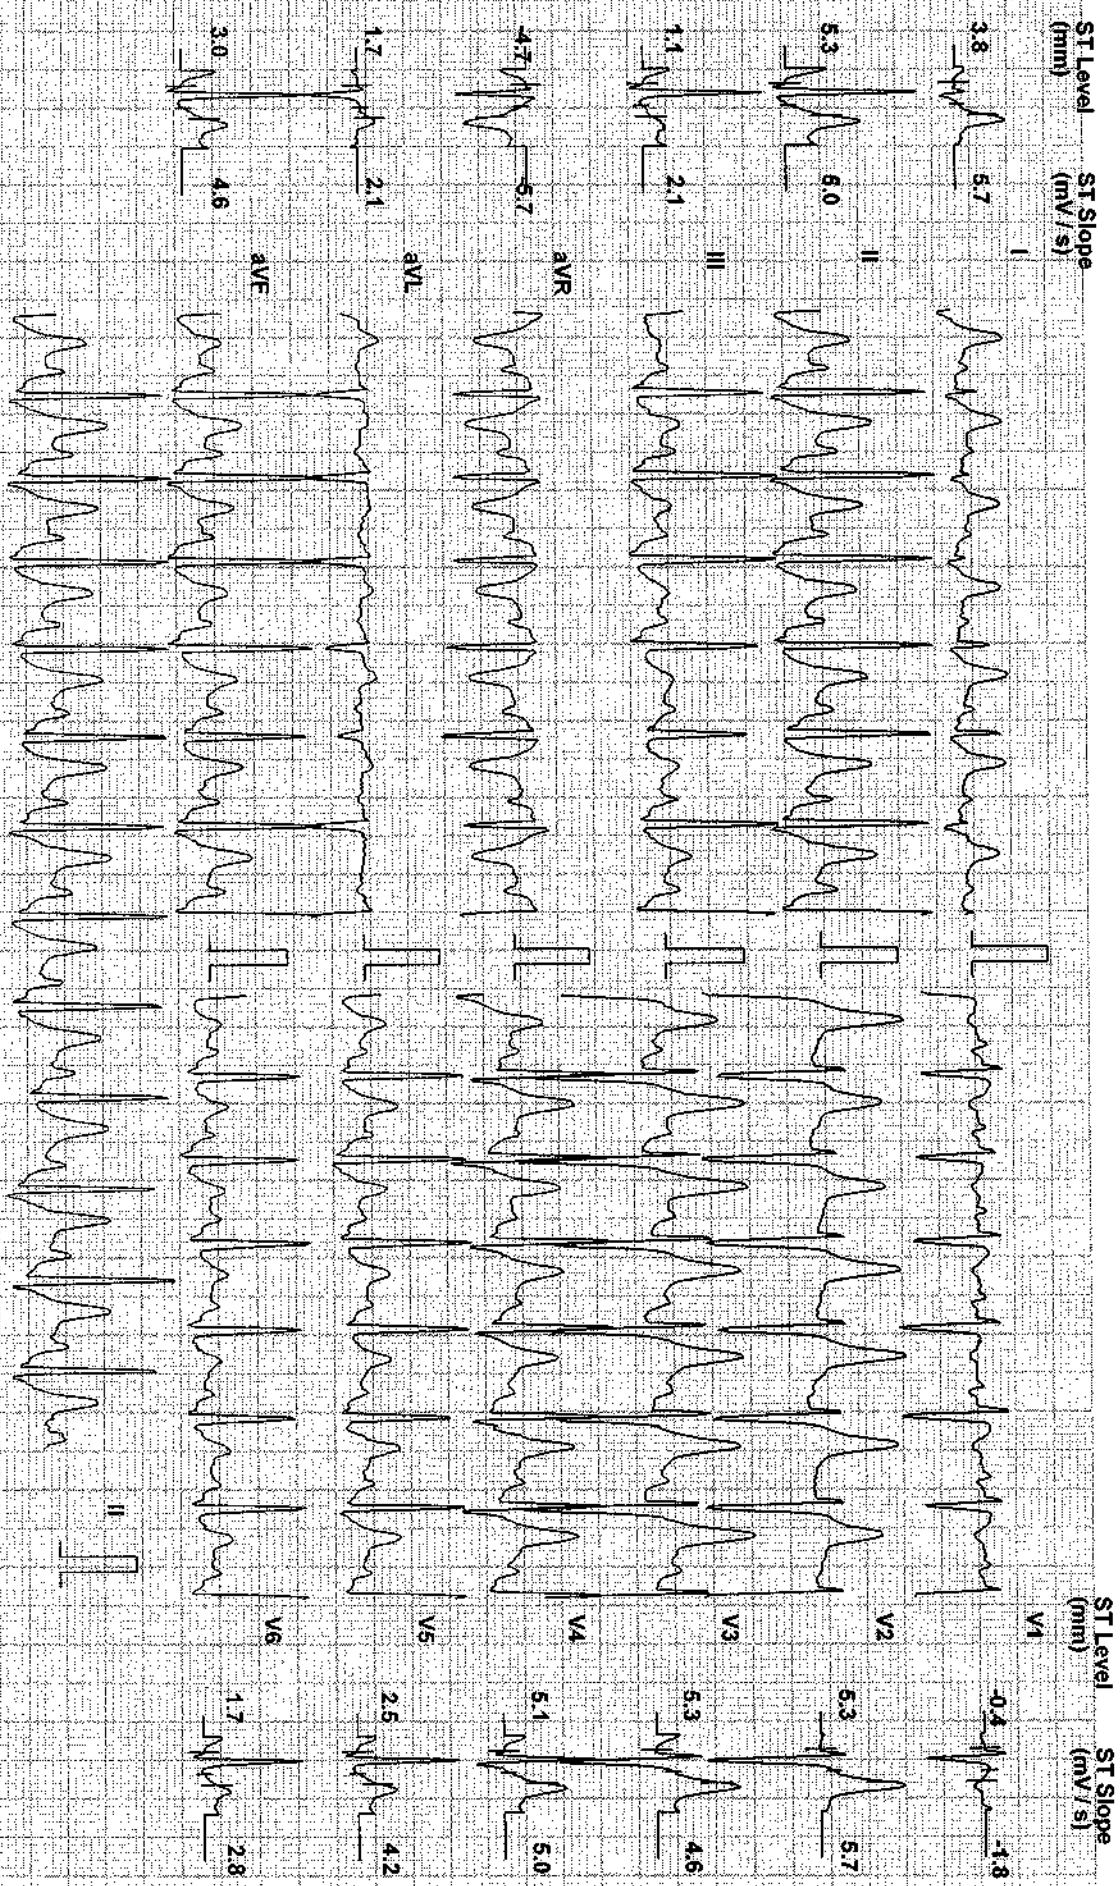 ST Level ST Slope ST Level ST Slope
(mm) (mV / s) (mm) (mV / s)
3.8 5.7 I V1 -0.4 -1.8
5.3 6.0 II V2 5.3 5.7
1.1 2.1 III V3 5.3 4.6
-4.7 -5.7 aVR V4 5.1 5.0
1.7 2.1 aVL V5 2.5 4.2
3.0 4.6 aVF V6 1.7 2.8
II